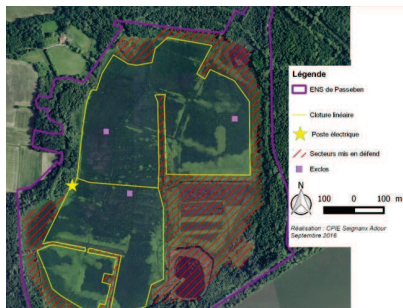 Légende
ENS de Passeben
Cloture linéaire
Poste électrique
Secteurs mis en défend
Exclos
N
100 0 100 m
Réalisation : CPIE Seignanx Adour
Septembre 2016